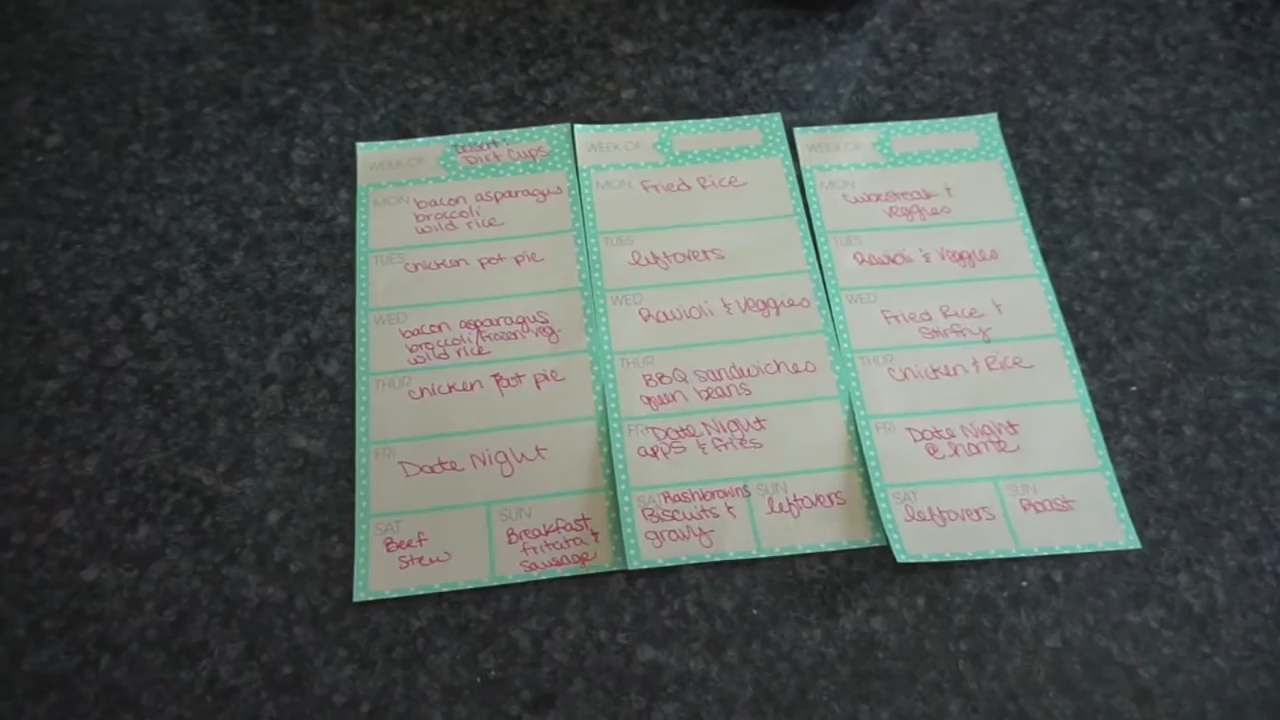 WEEK OF
Dessert:
Dirt Cups
MON bacon asparagus
broccoli
wild rice
TUES chicken pot pie
WED
bacon asparagus
broccoli/frozen veg.
wild rice
THUR chicken pot pie
FRI
Date Night
SAT
Beef
Stew
SUN
Breakfast
fritata &
sausage
WEEK OF
MON Fried Rice
TUES
leftovers
WED
Ravioli & Veggies
THUR
BBQ sandwiches
green beans
FRI Date Night
apps & fries
SAT Hashbrowns
Biscuits &
gravy
SUN
leftovers
WEEK OF
MON
Cubesteak &
veggies
TUES
Ravioli & Veggies
WED
Fried Rice &
Stirfry
THUR
Chicken & Rice
FRI
Date Night
@ home
SAT
leftovers
SUN
Roast